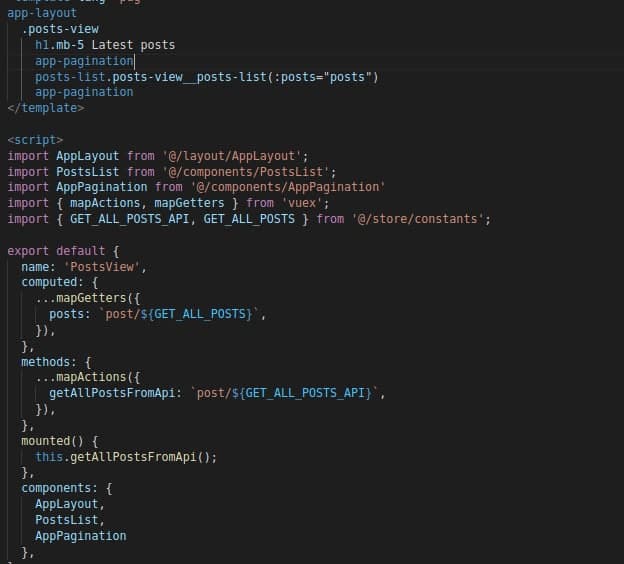 app-layout
.posts-view
h1.mb-5 Latest posts
app-pagination
posts-list.posts-view__posts-list(:posts="posts")
app-pagination
</template>
<script>
import AppLayout from '@/layout/AppLayout';
import PostsList from '@/components/PostsList';
import AppPagination from '@/components/AppPagination'
import { mapActions, mapGetters } from 'vuex';
import { GET_ALL_POSTS_API, GET_ALL_POSTS } from '@/store/constants';
export default {
name: 'PostsView',
computed: {
...mapGetters({
posts: `post/${GET_ALL_POSTS}`,
}),
},
methods: {
...mapActions({
getAllPostsFromApi: `post/${GET_ALL_POSTS_API}`,
}),
},
mounted() {
this.getAllPostsFromApi();
},
components: {
AppLayout,
PostsList,
AppPagination
},